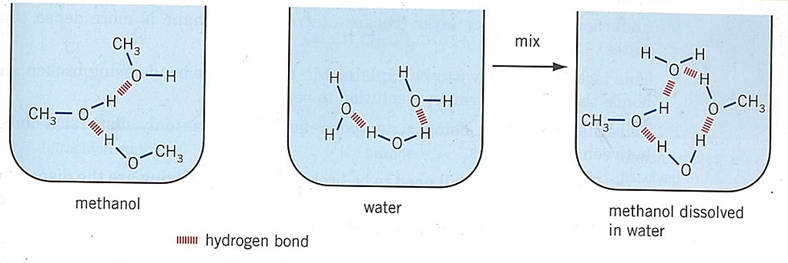 CH₃
O — H
H
CH₃ — O
H
O — CH₃
methanol
H
H
O
O — H
H
H
H
O
water
mix
H
H
O
H
H
O — CH₃
CH₃ — O
H
H
O
methanol dissolved
in water
hydrogen bond